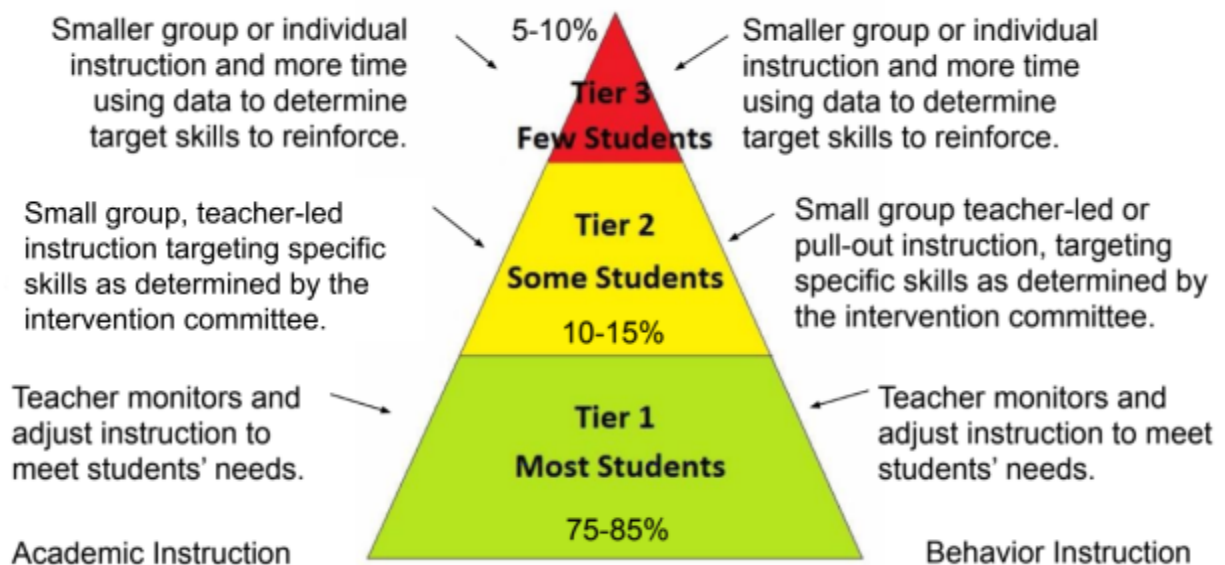 Smaller group or individual
instruction and more time
using data to determine
target skills to reinforce.
5-10%
Tier 3
Few Students
Smaller group or individual
instruction and more time
using data to determine
target skills to reinforce.
Small group, teacher-led
instruction targeting specific
skills as determined by the
intervention committee.
Tier 2
Some Students
10-15%
Small group teacher-led or
pull-out instruction, targeting
specific skills as determined by
the intervention committee.
Teacher monitors and
adjust instruction to
meet students’ needs.
Tier 1
Most Students
75-85%
Teacher monitors and
adjust instruction to meet
students’ needs.
Academic Instruction
Behavior Instruction